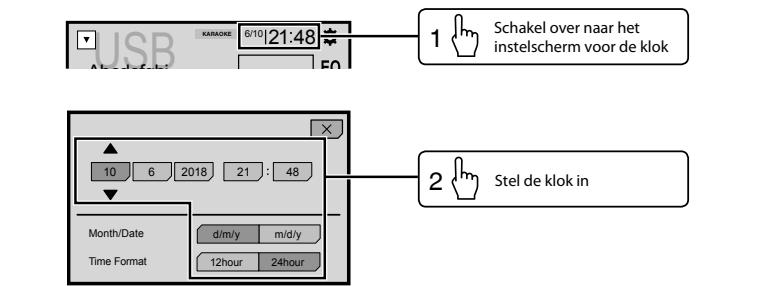 ▼ USB KARAOKE 6/10 21:48
EQ
1 Schakel over naar het
instelscherm voor de klok
10 6 2018 21 : 48
2 Stel de klok in
Month/Date d/m/y m/d/y
Time Format 12hour 24hour